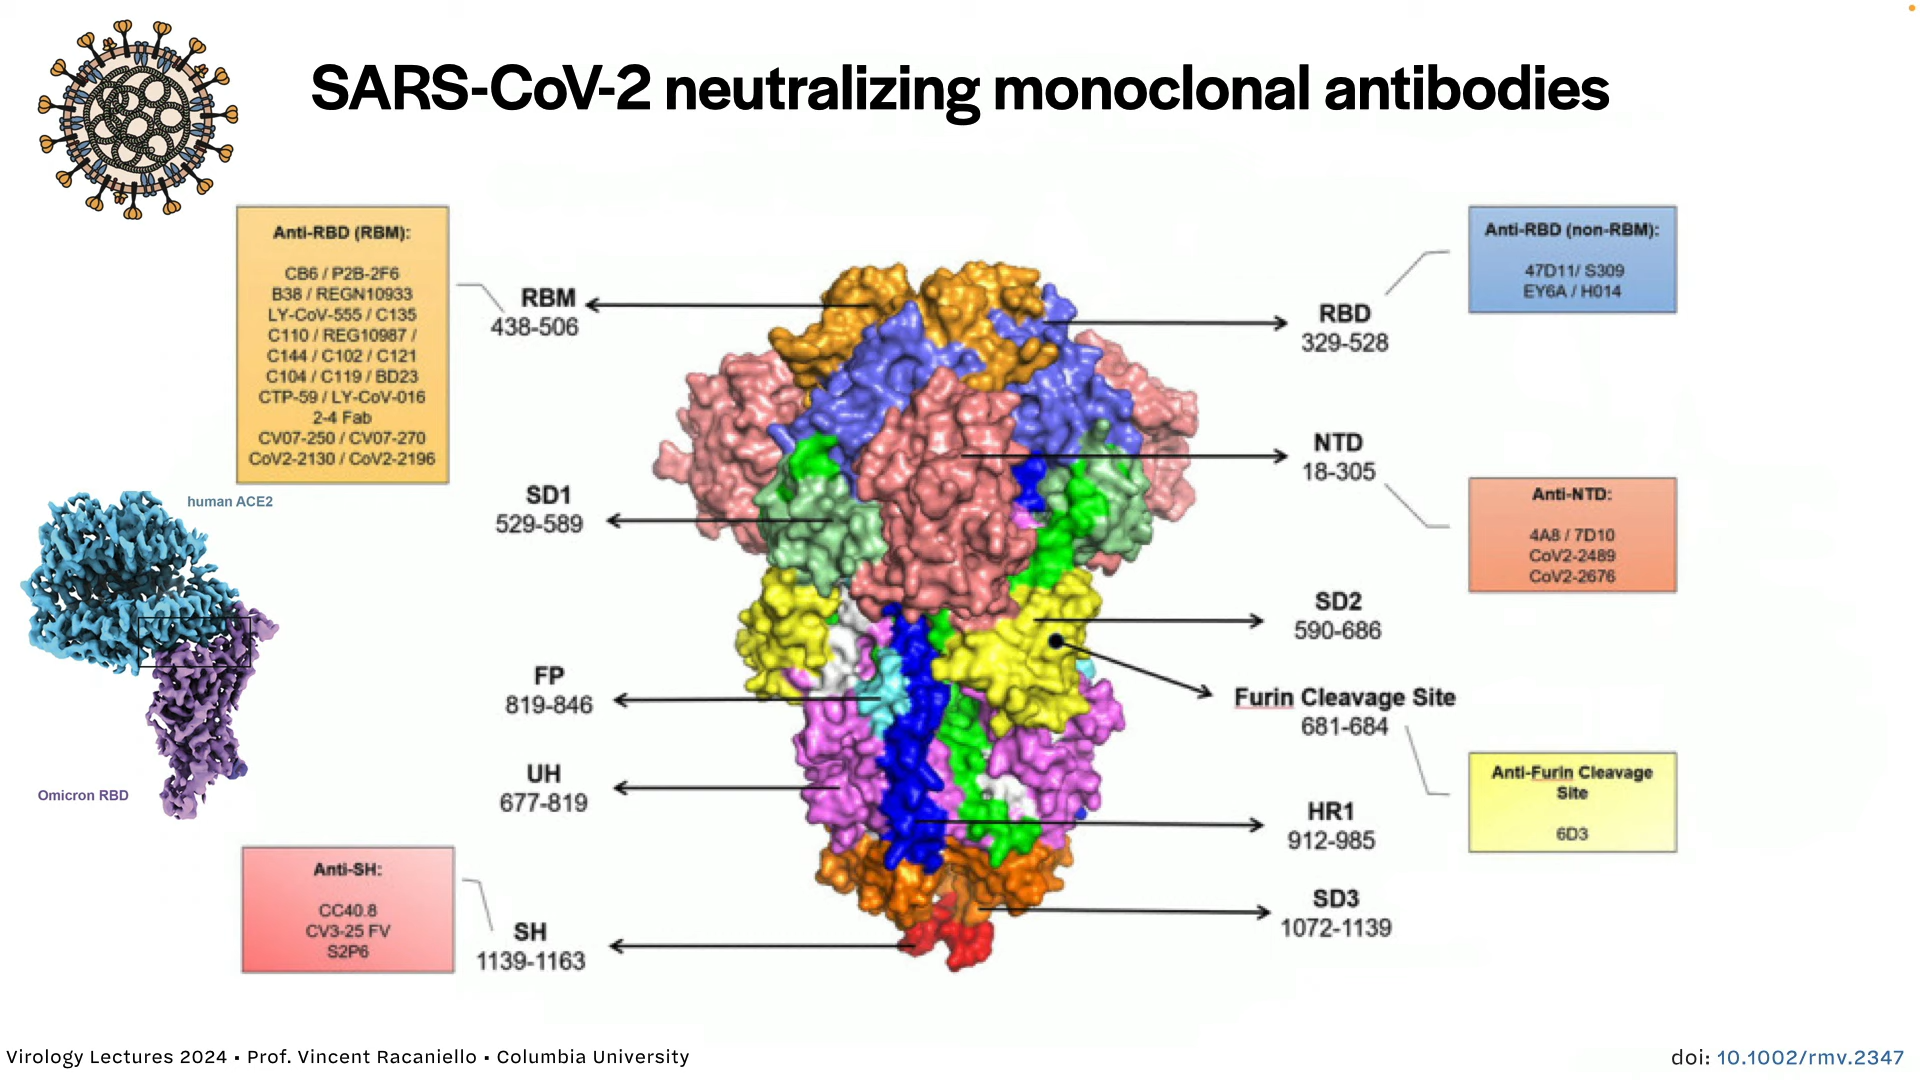 SARS-CoV-2 neutralizing monoclonal antibodies
Anti-RBD (RBM):
CB6 / P2B-2F6
B38 / REGN10933
LY-CoV-555 / C135
C110 / REG10987 /
C144 / C102 / C121
C104 / C119 / BD23
CTP-59 / LY-CoV-016
2-4 Fab
CV07-250 / CV07-270
CoV2-2130 / CoV2-2196
RBM
438-506
RBD
329-528
Anti-RBD (non-RBM):
47D11/ S309
EY6A / H014
NTD
18-305
Anti-NTD:
4A8 / 7D10
CoV2-2489
CoV2-2676
SD1
529-589
human ACE2
Omicron RBD
SD2
590-686
FP
819-846
Furin Cleavage Site
681-684
Anti-Furin Cleavage
Site
6D3
UH
677-819
HR1
912-985
Anti-SH:
CC40.8
CV3-25 FV
S2P6
SH
1139-1163
SD3
1072-1139
Virology Lectures 2024 • Prof. Vincent Racaniello • Columbia University
doi: 10.1002/rmv.2347